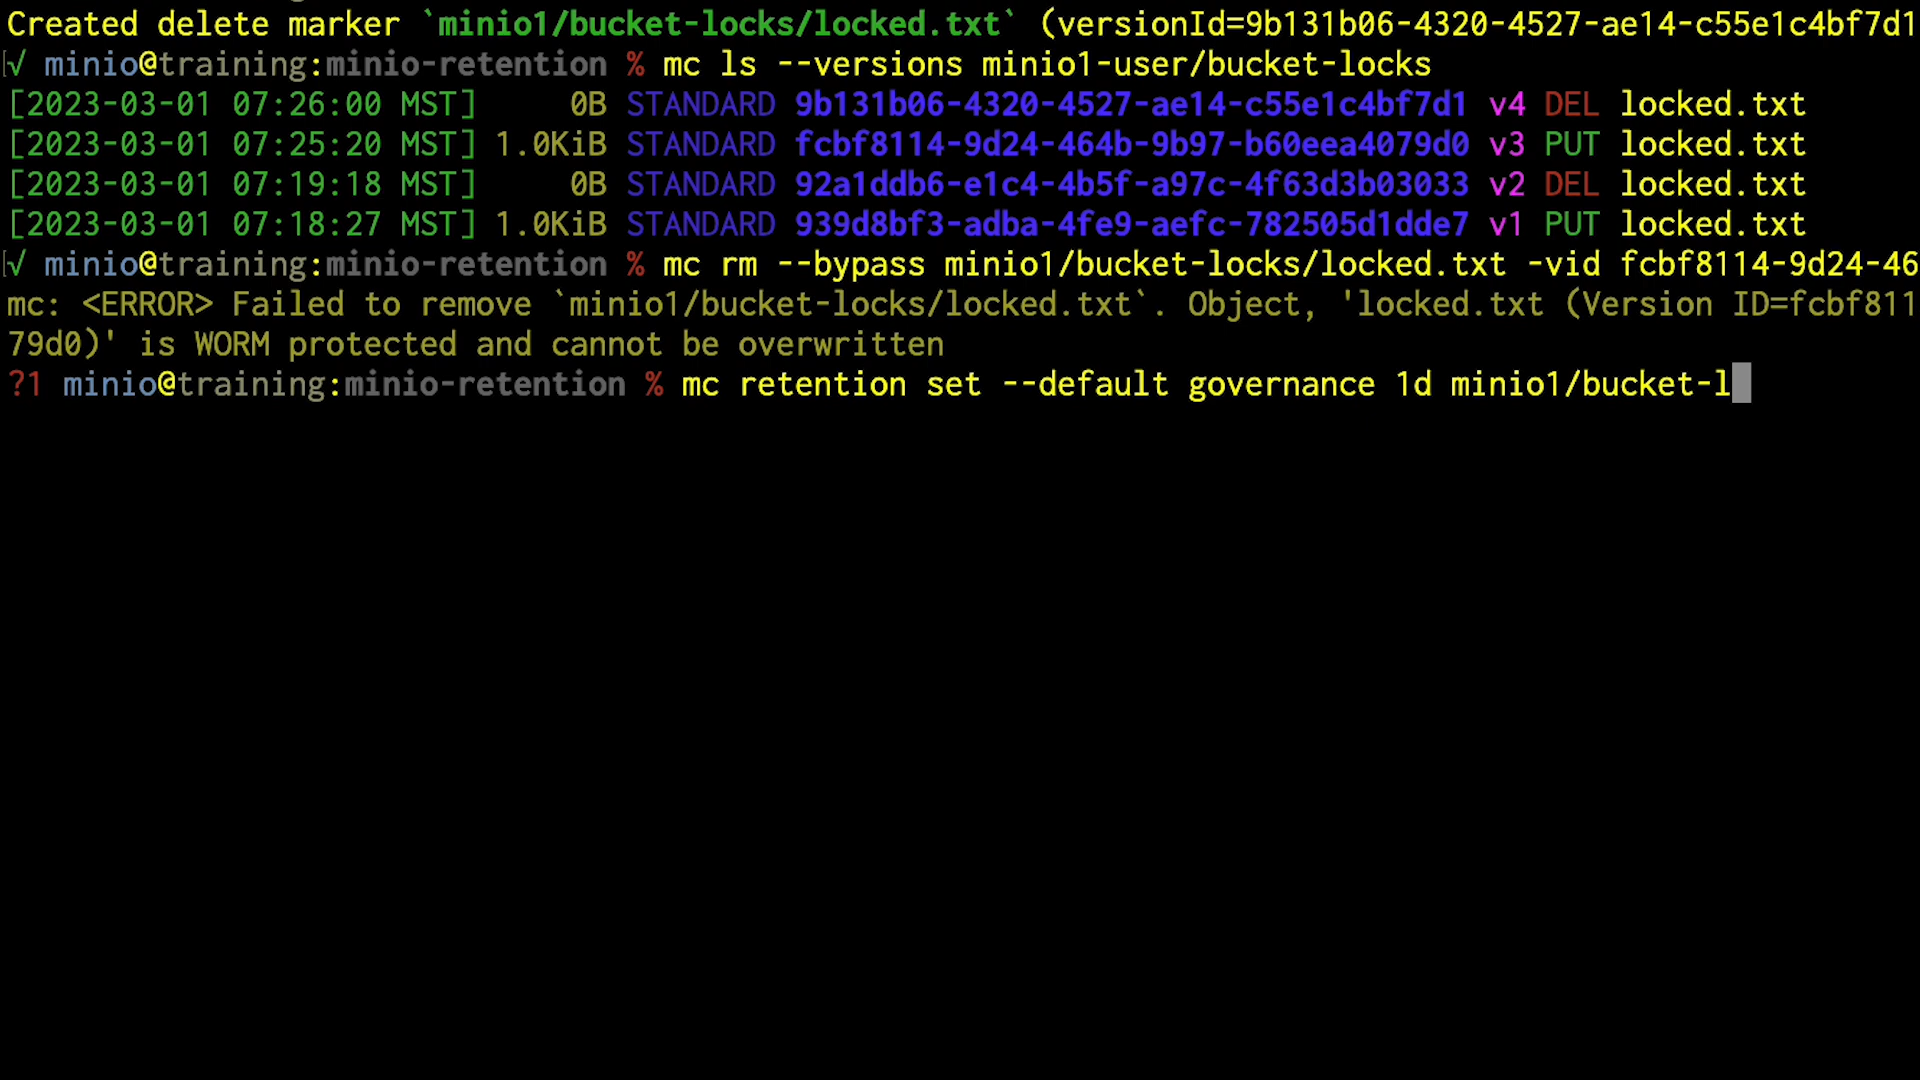 Created delete marker `minio1/bucket-locks/locked.txt` (versionId=9b131b06-4320-4527-ae14-c55e1c4bf7d1
√ minio@training:minio-retention % mc ls --versions minio1-user/bucket-locks
[2023-03-01 07:26:00 MST]     0B STANDARD 9b131b06-4320-4527-ae14-c55e1c4bf7d1 v4 DEL locked.txt
[2023-03-01 07:25:20 MST] 1.0KiB STANDARD fcbf8114-9d24-464b-9b97-b60eea4079d0 v3 PUT locked.txt
[2023-03-01 07:19:18 MST]     0B STANDARD 92a1ddb6-e1c4-4b5f-a97c-4f63d3b03033 v2 DEL locked.txt
[2023-03-01 07:18:27 MST] 1.0KiB STANDARD 939d8bf3-adba-4fe9-aefc-782505d1dde7 v1 PUT locked.txt
√ minio@training:minio-retention % mc rm --bypass minio1/bucket-locks/locked.txt -vid fcbf8114-9d24-46
mc: <ERROR> Failed to remove `minio1/bucket-locks/locked.txt`. Object, 'locked.txt (Version ID=fcbf811
79d0)' is WORM protected and cannot be overwritten
?1 minio@training:minio-retention % mc retention set --default governance 1d minio1/bucket-l